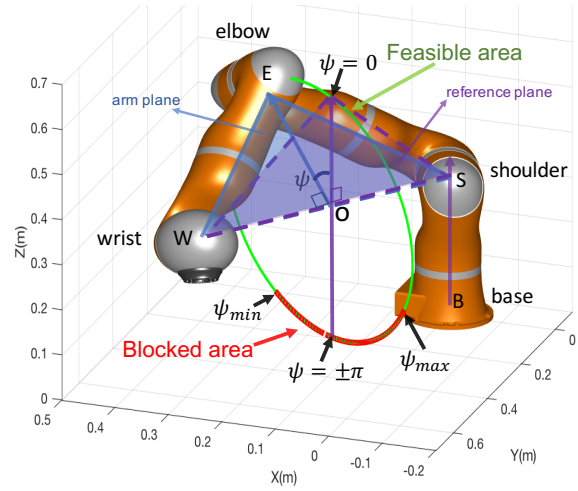 elbow
ψ = 0
E
Feasible area
arm plane
reference plane
ψ
S
shoulder
O
wrist
W
B
base
ψmin
ψmax
Blocked area
ψ = ±π
0.7
0.6
0.5
0.4
0.3
0.2
0.1
0
Z(m)
0.5
0.4
0.3
0.2
0.1
0
-0.1
-0.2
X(m)
0
0.2
0.4
0.6
Y(m)